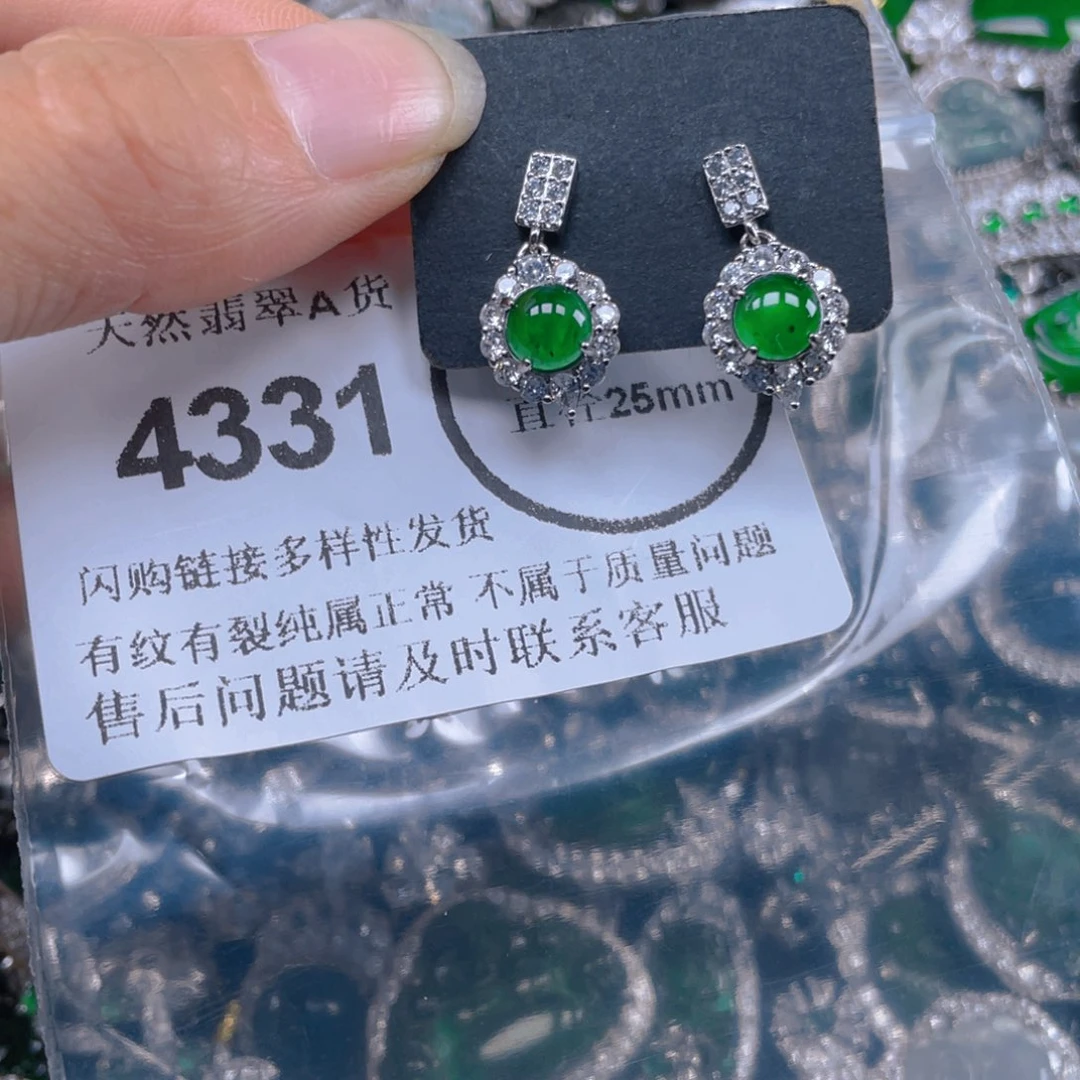 天然翡翠A货
4331
直径25mm
闪购链接多样性发货
有纹有裂纯属正常 不属于质量问题
售后问题请及时联系客服